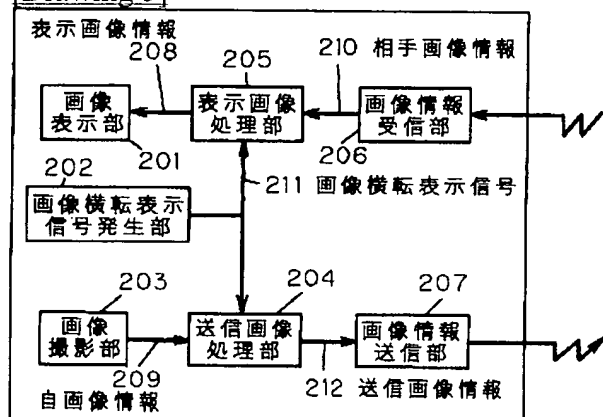 表示画像情報
208
205
210 相手画像情報
画像
表示部
表示画像
処理部
画像情報
受信部
201
206
202
211 画像横転表示信号
画像横転表示
信号発生部
203
204
207
画像
撮影部
送信画像
処理部
画像情報
送信部
209
212 送信画像情報
自画像情報